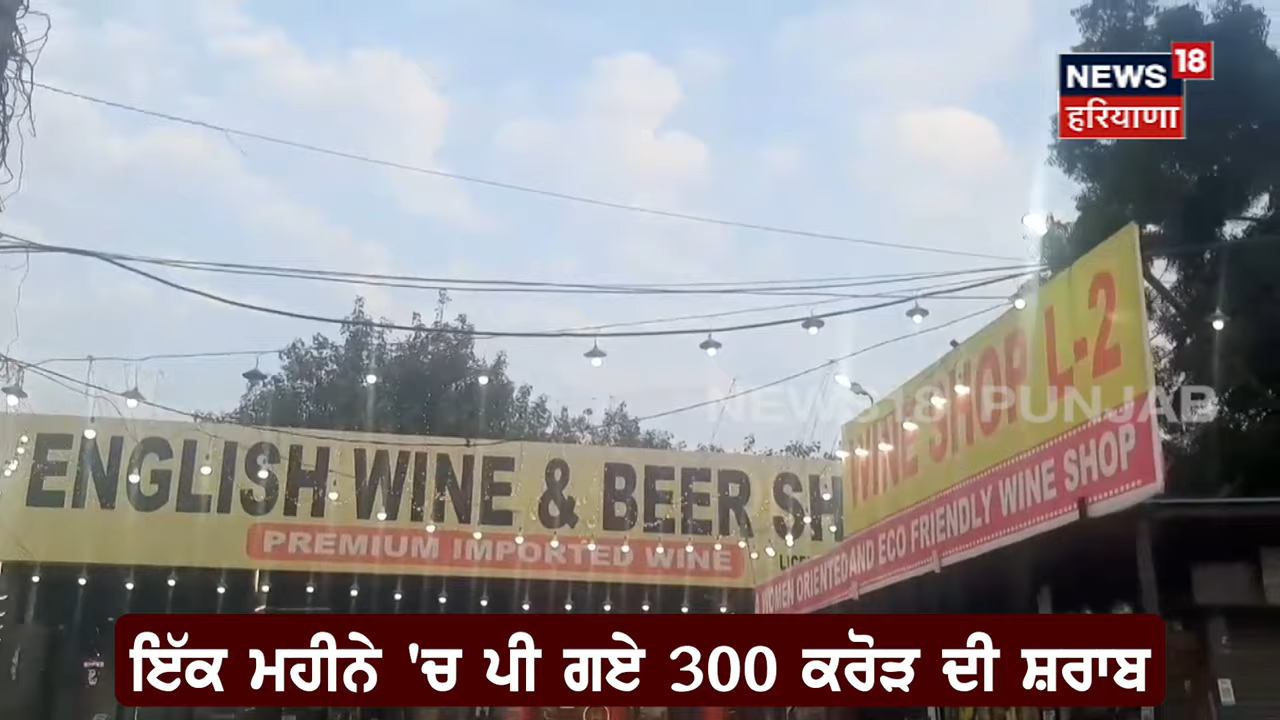 NEWS 18
हरियाणा
WINE SHOP L-2
NEWS18 PUNJAB
ENGLISH WINE & BEER SH
PREMIUM IMPORTED WINE
WOMEN ORIENTED AND ECO FRIENDLY WINE SHOP
ਇੱਕ ਮਹੀਨੇ 'ਚ ਪੀ ਗਏ 300 ਕਰੋੜ ਦੀ ਸ਼ਰਾਬ